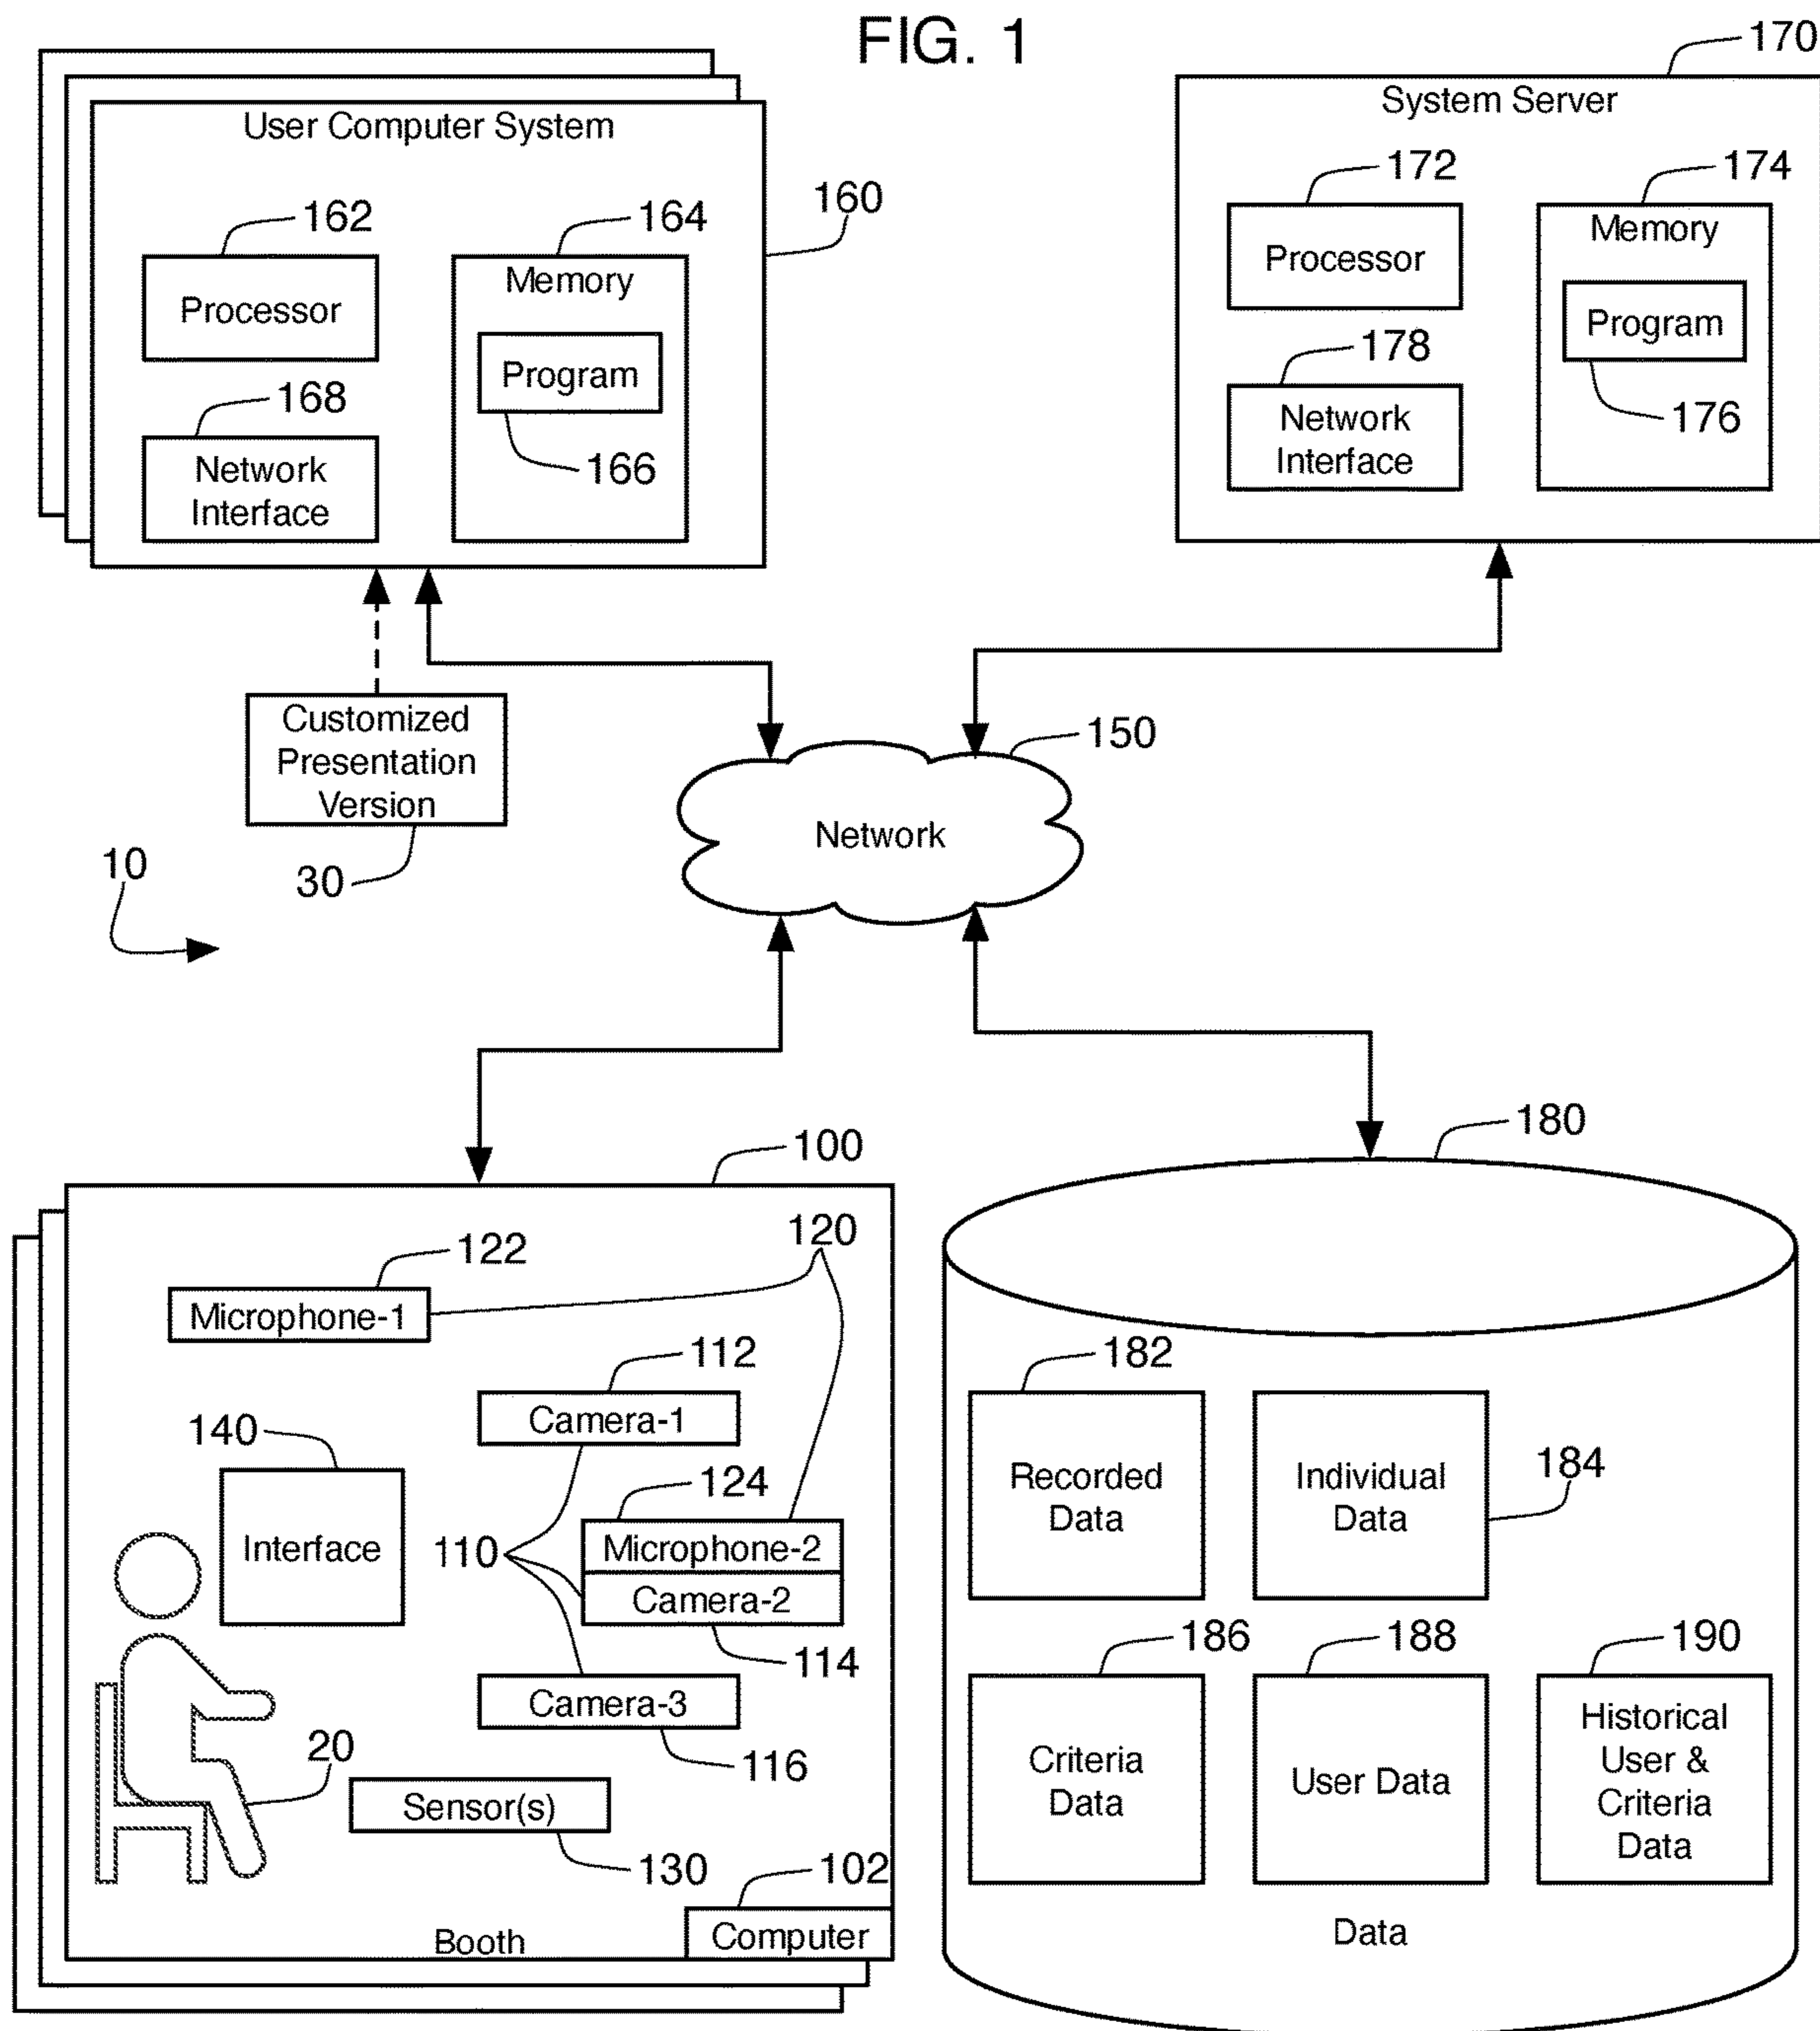 FIG. 1
170
User Computer System
System Server
160
162
164
172
174
Processor
Memory
Processor
Memory
Program
Program
168
178
166
176
Network
Interface
Network
Interface
Customized
Presentation
Version
30
150
Network
10
100
180
120
122
Microphone-1
112
Camera-1
140
Interface
124
110
Microphone-2
Camera-2
114
Camera-3
116
20
Sensor(s)
130
102
Computer
Booth
182
Recorded
Data
Individual
Data
184
186
188
190
Criteria
Data
User Data
Historical
User &
Criteria
Data
Data